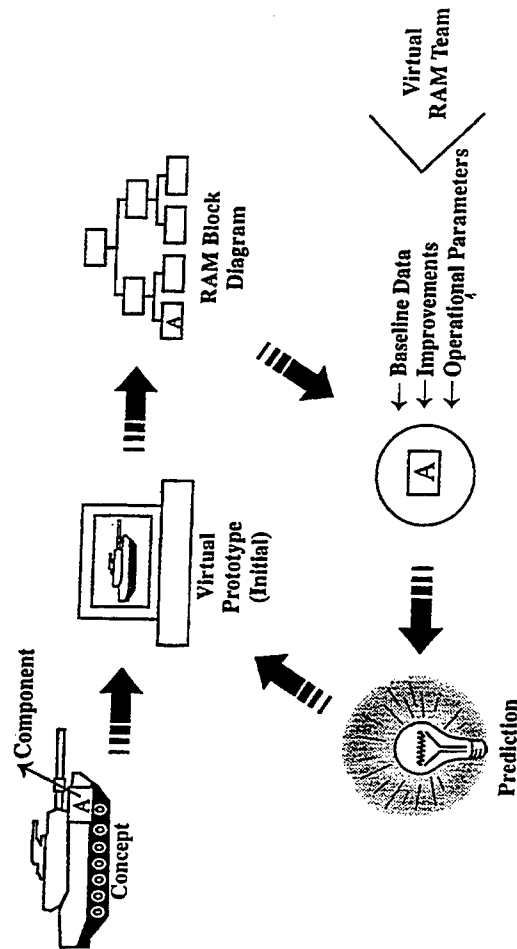 Component
A
Concept
Virtual
Prototype
(Initial)
A
RAM Block
Diagram
A
← Baseline Data
← Improvements
← Operational Parameters
Virtual
RAM Team
Prediction